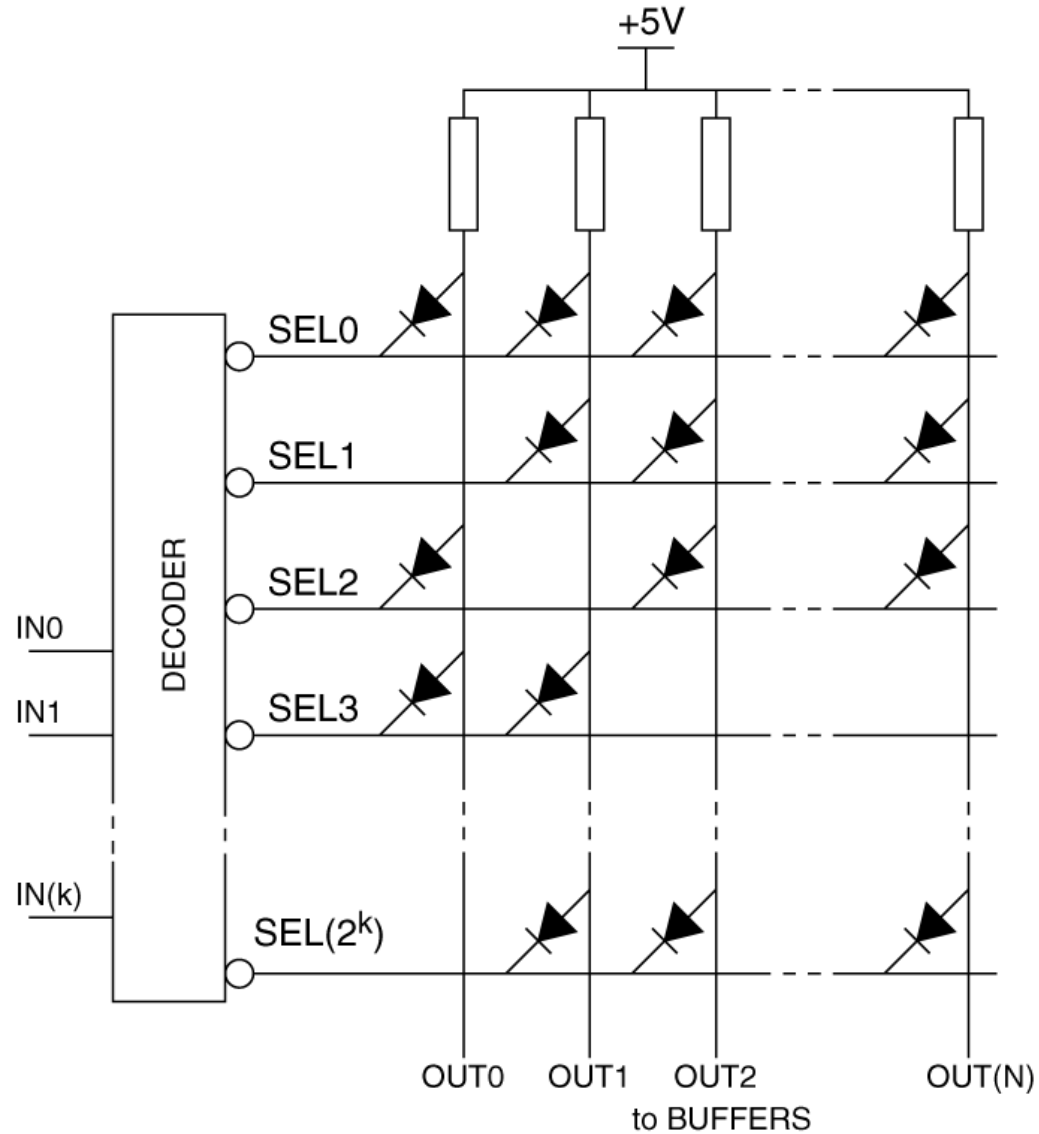 +5V
SEL0
SEL1
DECODER
SEL2
IN0
IN1
SEL3
IN(k)
SEL(2^k)
OUT0 OUT1 OUT2 OUT(N)
to BUFFERS